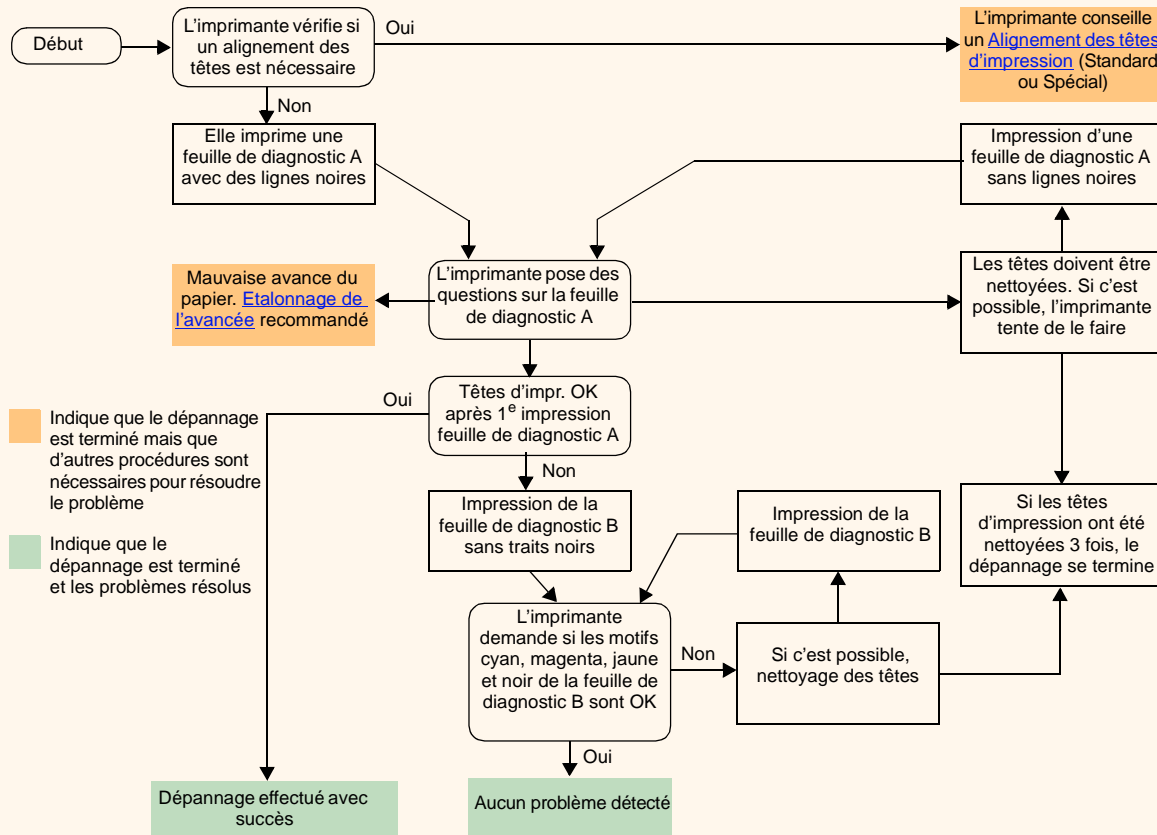 Début
L'imprimante vérifie si
un alignement des
têtes est nécessaire
Oui
L'imprimante conseille
un Alignement des têtes
d'impression (Standard
ou Spécial)
Non
Elle imprime une
feuille de diagnostic A
avec des lignes noires
Impression d'une
feuille de diagnostic A
sans lignes noires
Mauvaise avance du
papier. Etalonnage de
l'avancée recommandé
L'imprimante pose des
questions sur la feuille
de diagnostic A
Les têtes doivent être
nettoyées. Si c'est
possible, l'imprimante
tente de le faire
Oui
Têtes d'impr. OK
après 1e impression
feuille de diagnostic A
Indique que le dépannage
est terminé mais que
d'autres procédures sont
nécessaires pour résoudre
le problème
Non
Impression de la
feuille de diagnostic B
sans traits noirs
Impression de la
feuille de diagnostic B
Si les têtes
d'impression ont été
nettoyées 3 fois, le
dépannage se termine
Indique que le
dépannage est terminé
et les problèmes résolus
L'imprimante
demande si les motifs
cyan, magenta, jaune
et noir de la feuille de
diagnostic B sont OK
Non
Si c'est possible,
nettoyage des têtes
Oui
Dépannage effectué avec
succès
Aucun problème détecté